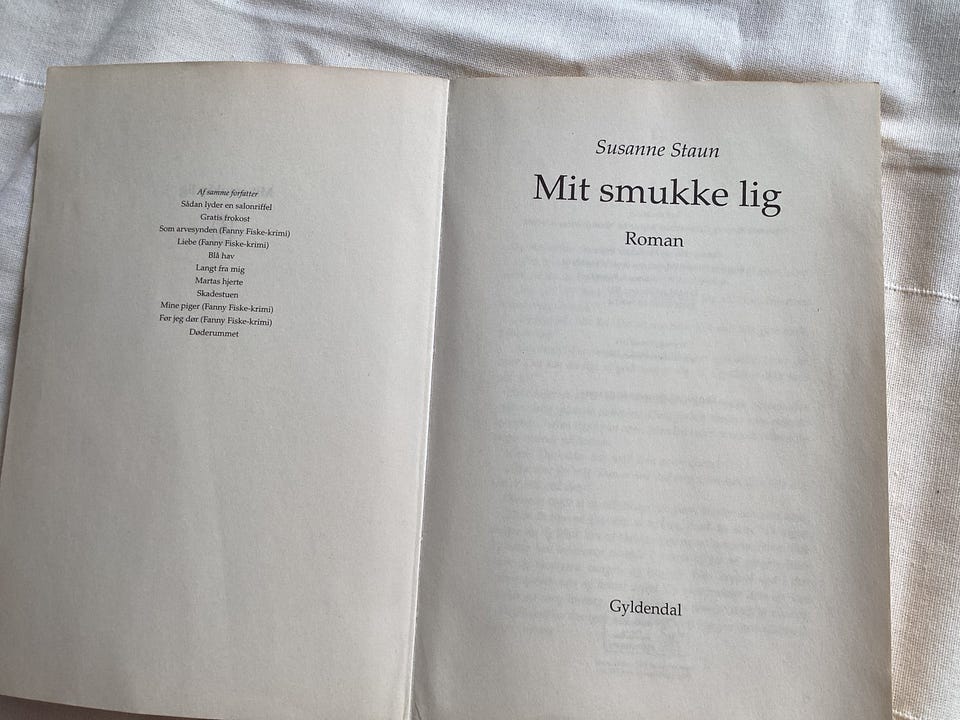 Af samme forfatter
Sådan lyder en salonriffel
Gratis frokost
Som arvesynden (Fanny Fiske-krimi)
Liebe (Fanny Fiske-krimi)
Blå hav
Langt fra mig
Martas hjerte
Skadestuen
Mine piger (Fanny Fiske-krimi)
Før jeg dør (Fanny Fiske-krimi)
Døderummet
Susanne Staun
Mit smukke lig
Roman
Gyldendal